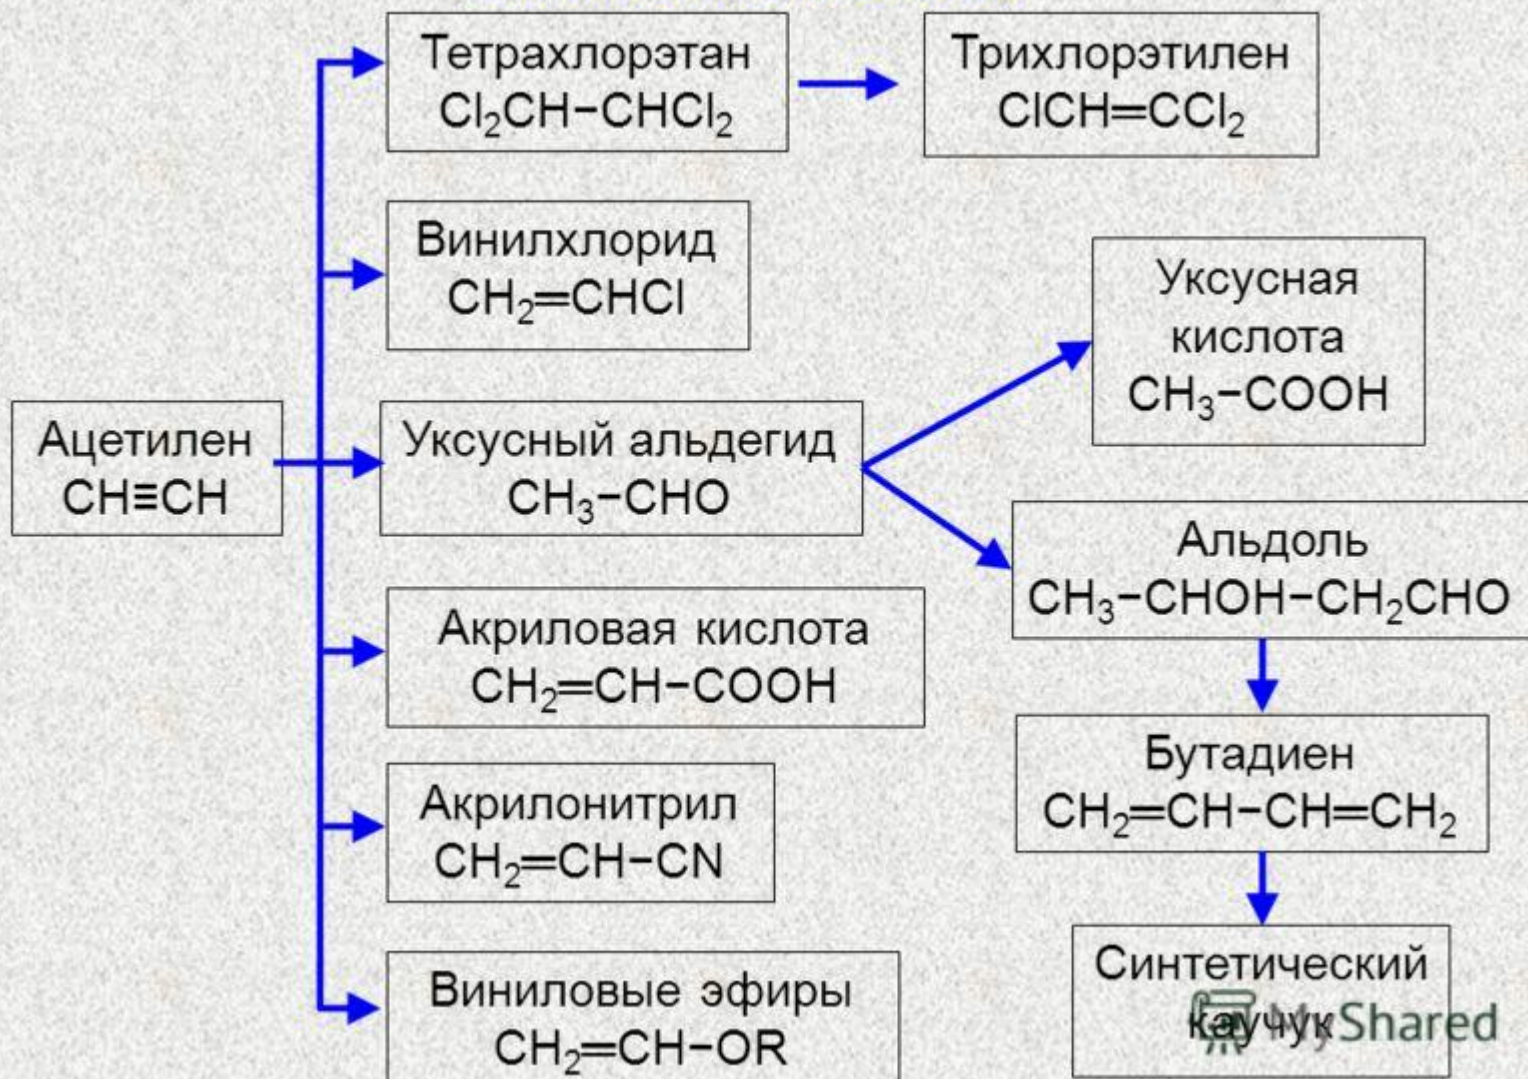 Тетрахлорэтан
Cl₂CH−CHCl₂
Трихлорэтилен
ClCH=CCl₂
Винилхлорид
CH₂=CHCl
Уксусная
кислота
CH₃−COOH
Ацетилен
CH≡CH
Уксусный альдегид
CH₃−CHO
Альдоль
CH₃−CHOH−CH₂CHO
Акриловая кислота
CH₂=CH−COOH
Бутадиен
CH₂=CH−CH=CH₂
Акрилонитрил
CH₂=CH−CN
Синтетический
каучук
Виниловые эфиры
CH₂=CH−OR
MyShared